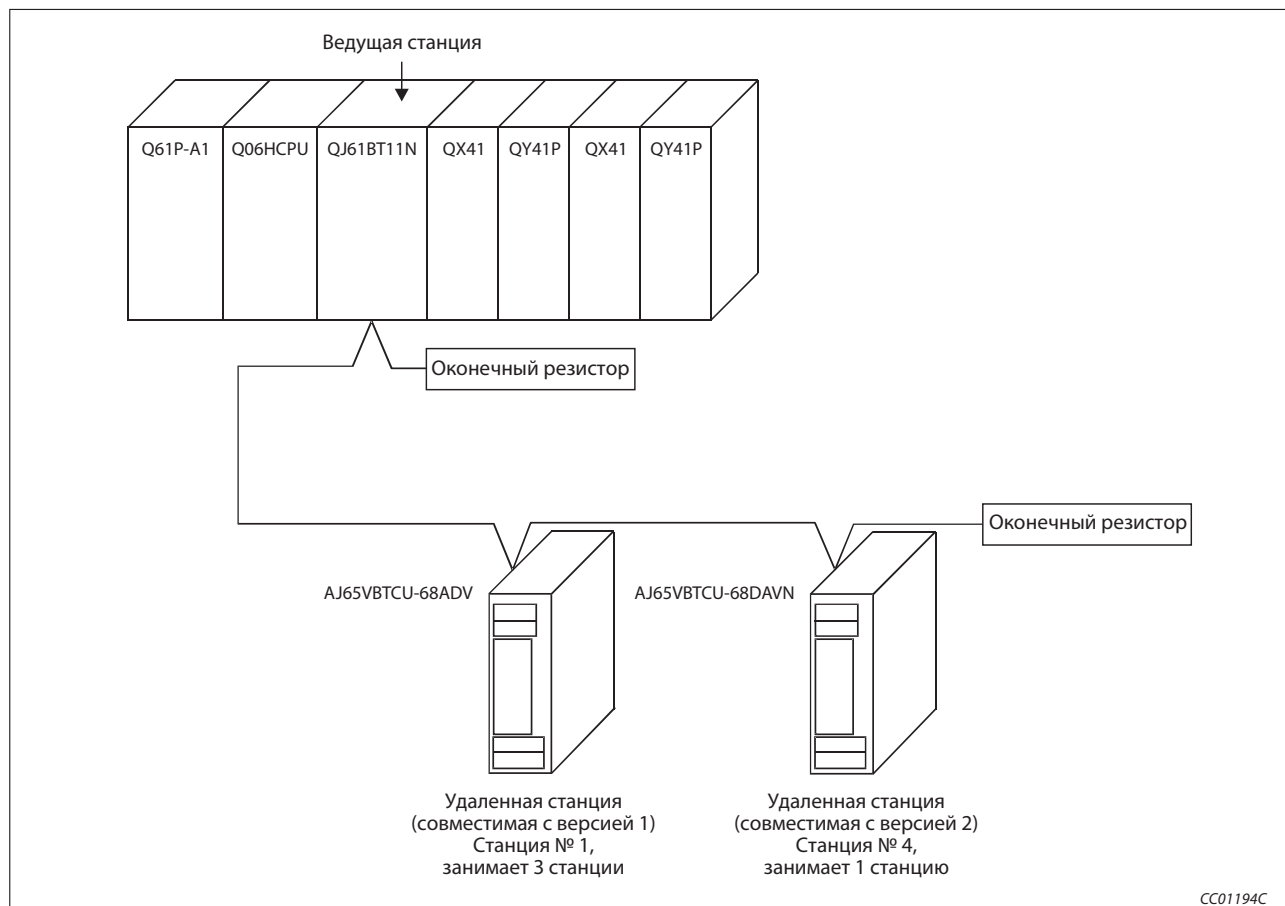 Ведущая станция
Q61P-A1 Q06HCPU QJ61BT11N QX41 QY41P QX41 QY41P
Оконечный резистор
Оконечный резистор
AJ65VBTCU-68ADV
AJ65VBTCU-68DAVN
Удаленная станция
(совместимая с версией 1)
Станция № 1,
занимает 3 станции
Удаленная станция
(совместимая с версией 2)
Станция № 4,
занимает 1 станцию
CC01194C